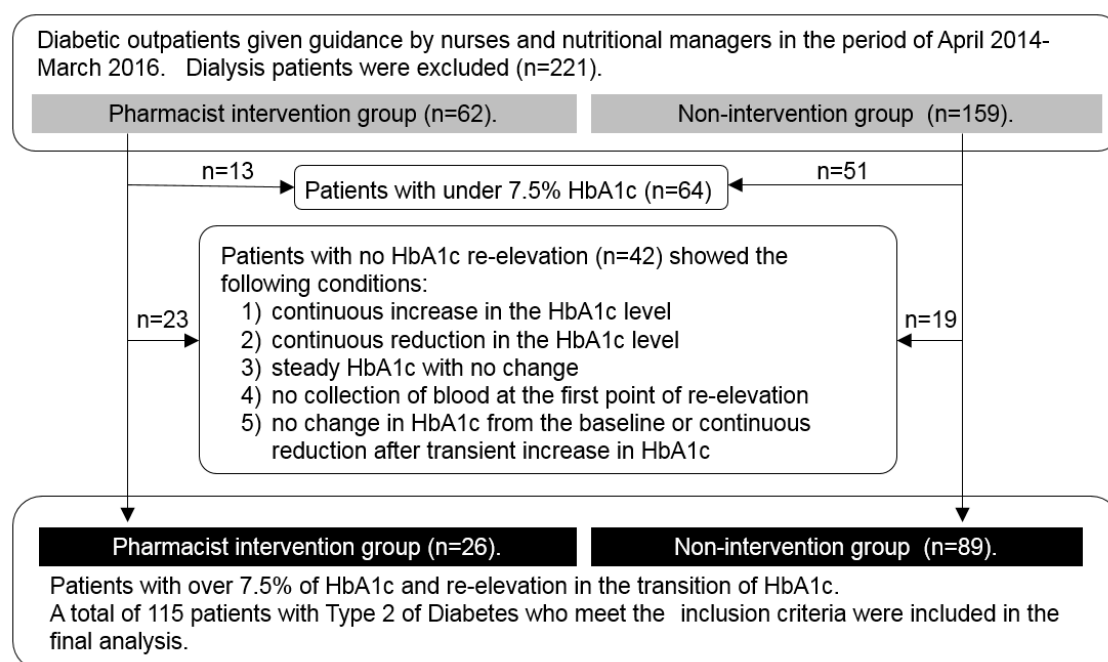 Diabetic outpatients given guidance by nurses and nutritional managers in the period of April 2014-
March 2016. Dialysis patients were excluded (n=221).
Pharmacist intervention group (n=62).
Non-intervention group (n=159).
n=13
n=51
Patients with under 7.5% HbA1c (n=64)
Patients with no HbA1c re-elevation (n=42) showed the
following conditions:
1) continuous increase in the HbA1c level
2) continuous reduction in the HbA1c level
3) steady HbA1c with no change
4) no collection of blood at the first point of re-elevation
5) no change in HbA1c from the baseline or continuous
reduction after transient increase in HbA1c
n=23
n=19
Pharmacist intervention group (n=26).
Non-intervention group (n=89).
Patients with over 7.5% of HbA1c and re-elevation in the transition of HbA1c.
A total of 115 patients with Type 2 of Diabetes who meet the inclusion criteria were included in the
final analysis.